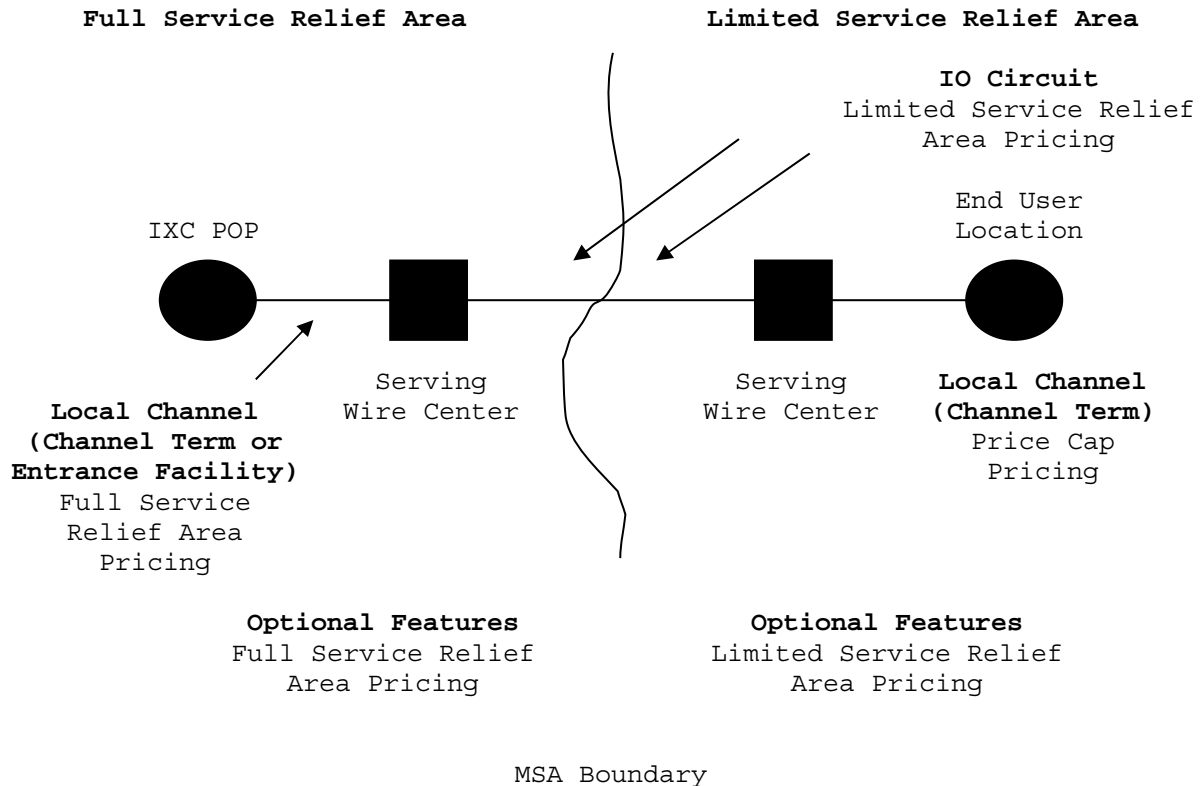 Full Service Relief Area
Limited Service Relief Area
IO Circuit
Limited Service Relief
Area Pricing
IXC POP
End User
Location
Serving
Wire Center
Serving
Wire Center
Local Channel
(Channel Term or
Entrance Facility)
Full Service
Relief Area
Pricing
Local Channel
(Channel Term)
Price Cap
Pricing
Optional Features
Full Service Relief
Area Pricing
Optional Features
Limited Service Relief
Area Pricing
MSA Boundary